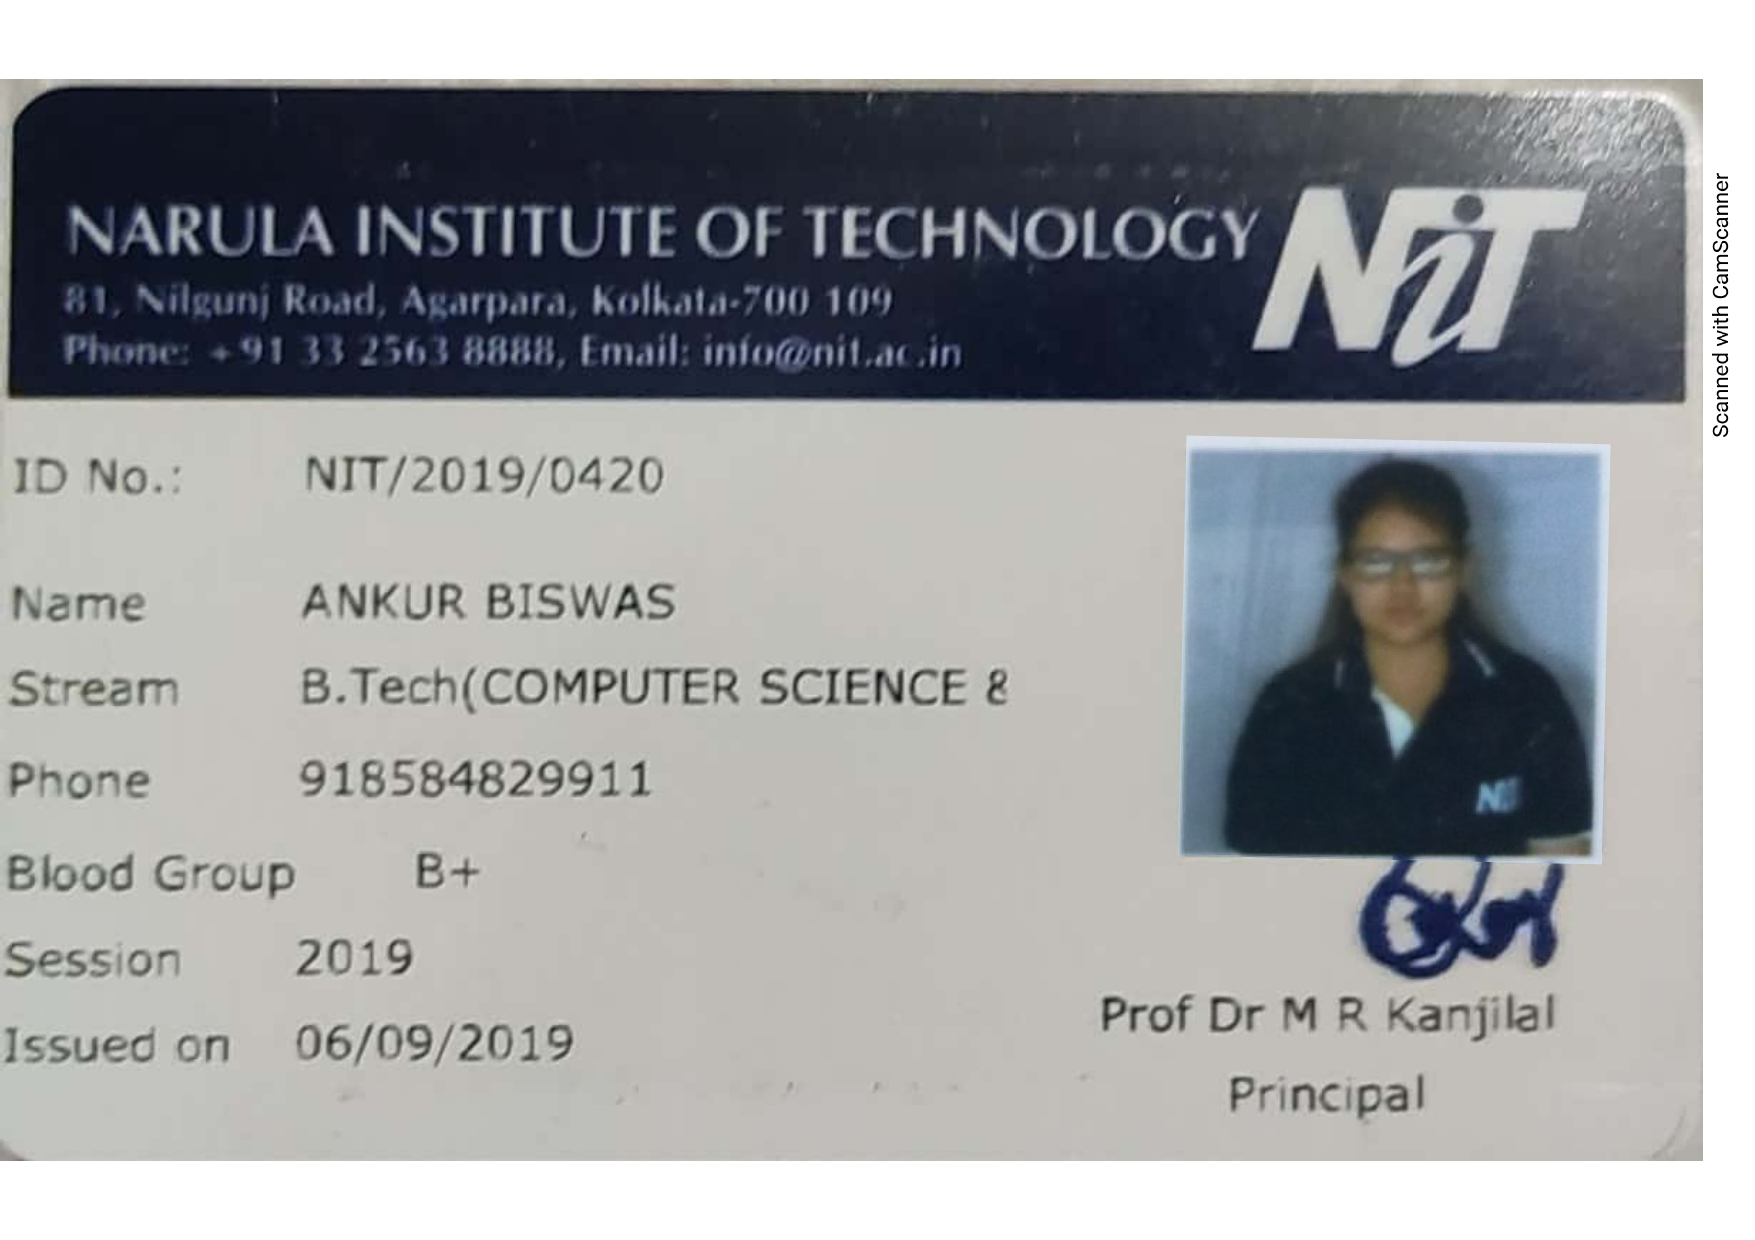 NARULA INSTITUTE OF TECHNOLOGY NiT
81, Nilgunj Road, Agarpara, Kolkata-700 109
Phone: +91 33 2563 8888, Email: info@nit.ac.in
ID No.: NIT/2019/0420
Name ANKUR BISWAS
Stream B.Tech(COMPUTER SCIENCE &
Phone 918584829911
Blood Group B+
Session 2019
Issued on 06/09/2019
NiT
Prof Dr M R Kanjilal
Principal
Scanned with CamScanner